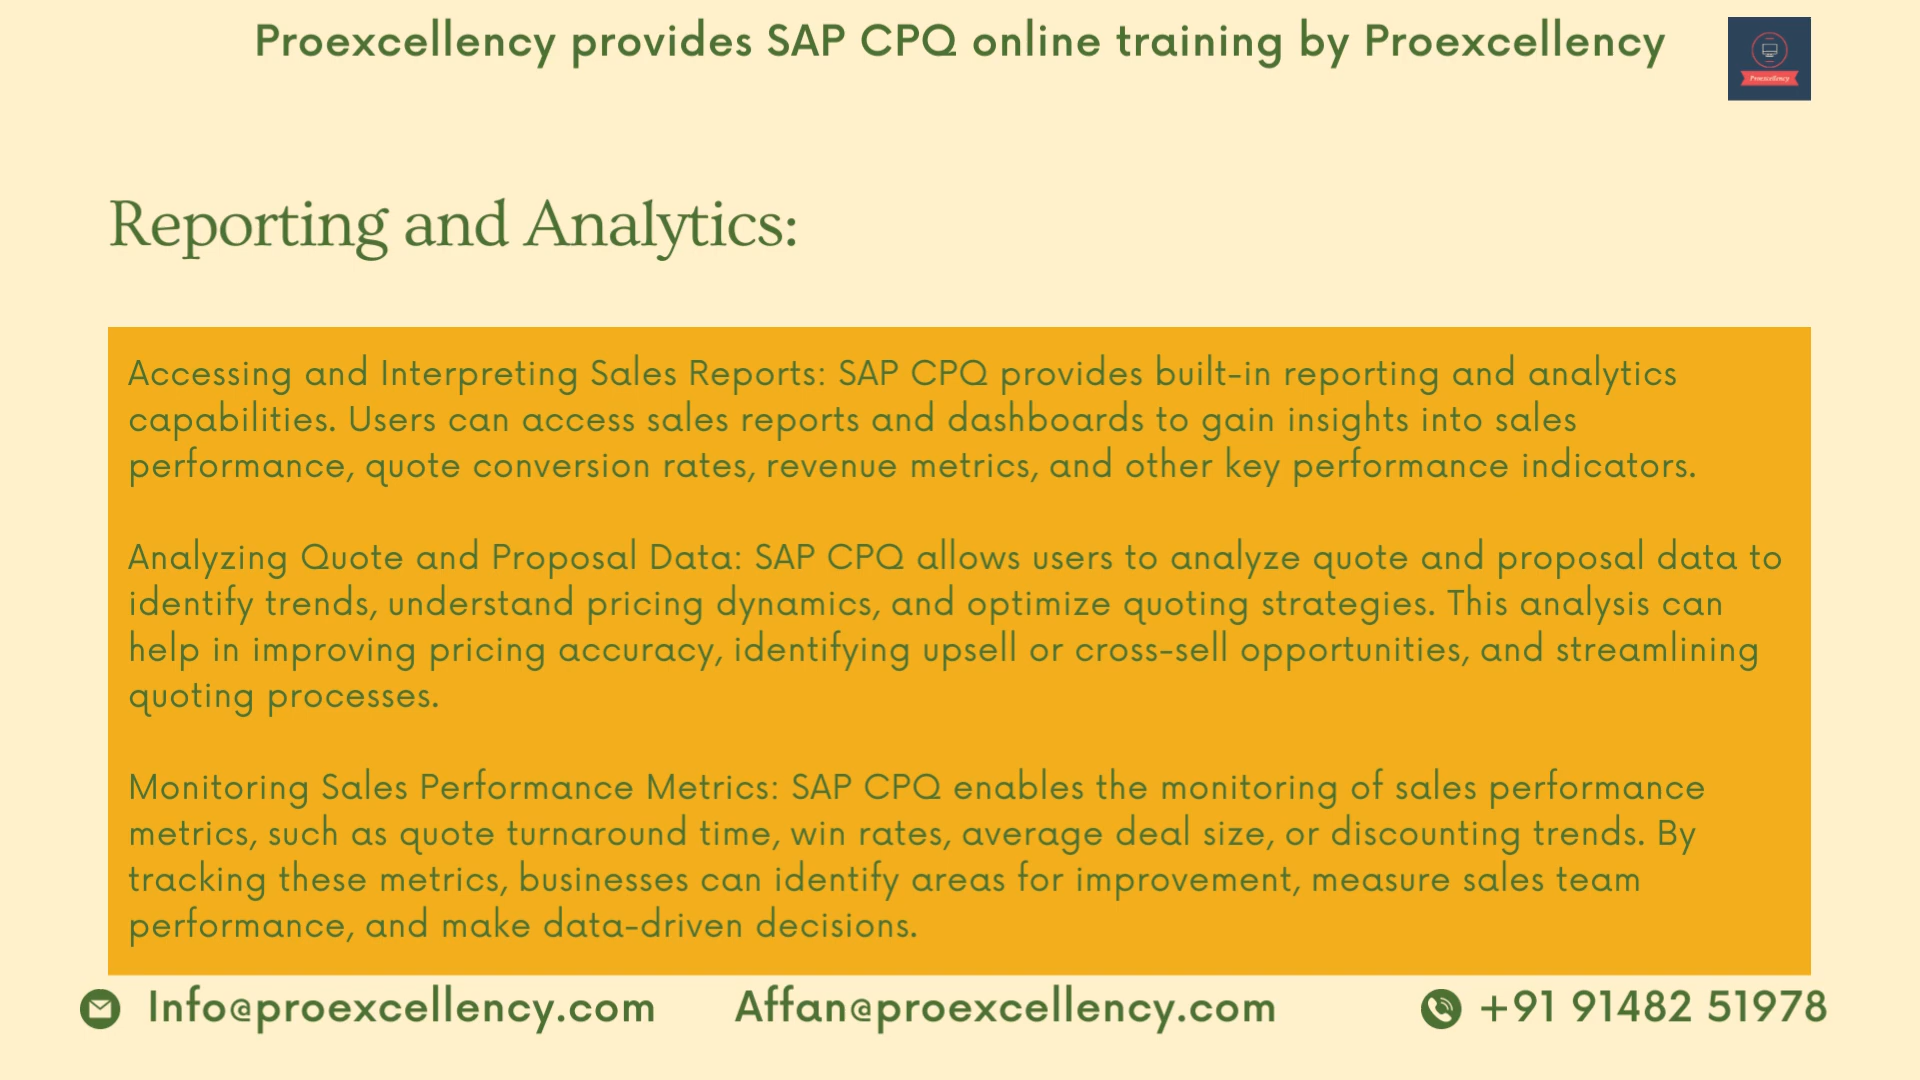 Proexcellency provides SAP CPQ online training by Proexcellency
Proexcellency
Reporting and Analytics:
Accessing and Interpreting Sales Reports: SAP CPQ provides built-in reporting and analytics
capabilities. Users can access sales reports and dashboards to gain insights into sales
performance, quote conversion rates, revenue metrics, and other key performance indicators.
Analyzing Quote and Proposal Data: SAP CPQ allows users to analyze quote and proposal data to
identify trends, understand pricing dynamics, and optimize quoting strategies. This analysis can
help in improving pricing accuracy, identifying upsell or cross-sell opportunities, and streamlining
quoting processes.
Monitoring Sales Performance Metrics: SAP CPQ enables the monitoring of sales performance
metrics, such as quote turnaround time, win rates, average deal size, or discounting trends. By
tracking these metrics, businesses can identify areas for improvement, measure sales team
performance, and make data-driven decisions.
Info@proexcellency.com Affan@proexcellency.com +91 91482 51978